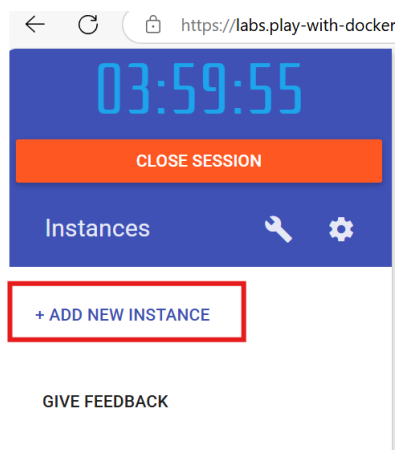 https://labs.play-with-docker
03:59:55
CLOSE SESSION
Instances
+ ADD NEW INSTANCE
GIVE FEEDBACK